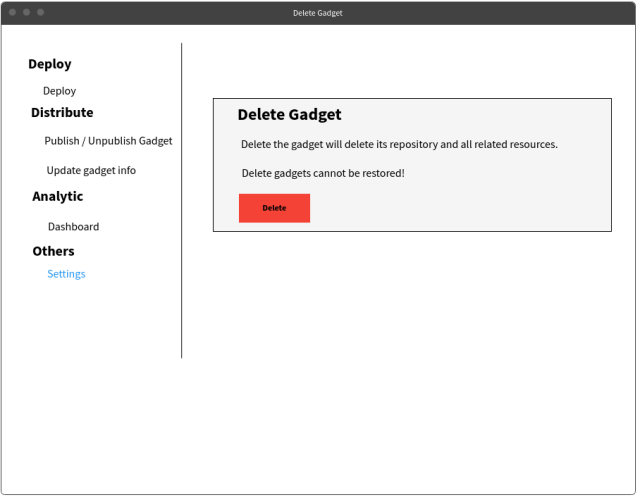 Delete Gadget
Deploy
Deploy
Distribute
Publish / Unpublish Gadget
Update gadget info
Analytic
Dashboard
Others
Settings
Delete Gadget
Delete the gadget will delete its repository and all related resources.
Delete gadgets cannot be restored!
Delete